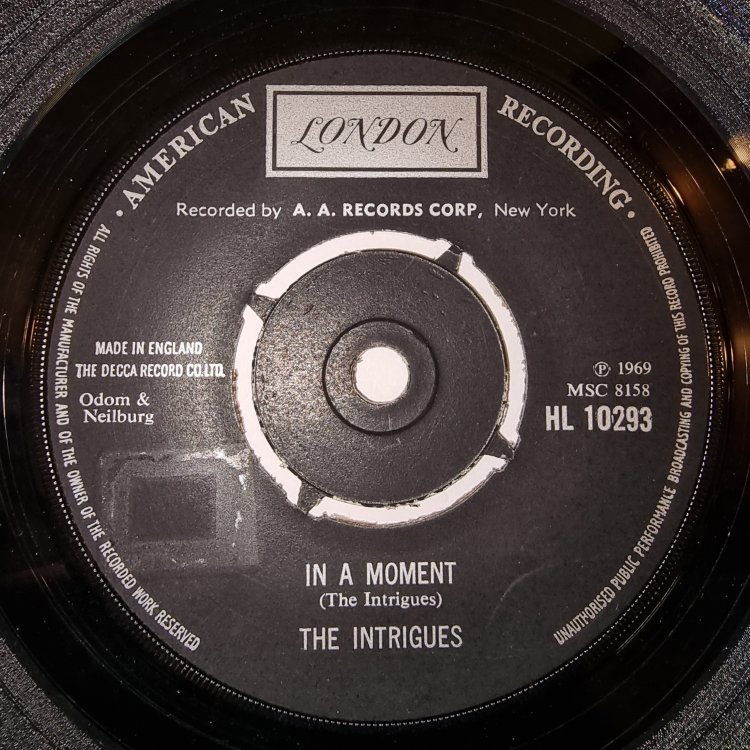 · AMERICAN RECORDING ·
LONDON
Recorded by A. A. RECORDS CORP, New York
MADE IN ENGLAND
THE DECCA RECORD CO. LTD.
Odom &
Neilburg
Ⓟ 1969
MSC 8158
HL 10293
IN A MOMENT
(The Intrigues)
THE INTRIGUES
ALL RIGHTS OF THE MANUFACTURER AND OF THE OWNER OF THE RECORDED WORK RESERVED
UNAUTHORISED PUBLIC PERFORMANCE BROADCASTING AND COPYING OF THIS RECORD PROHIBITED